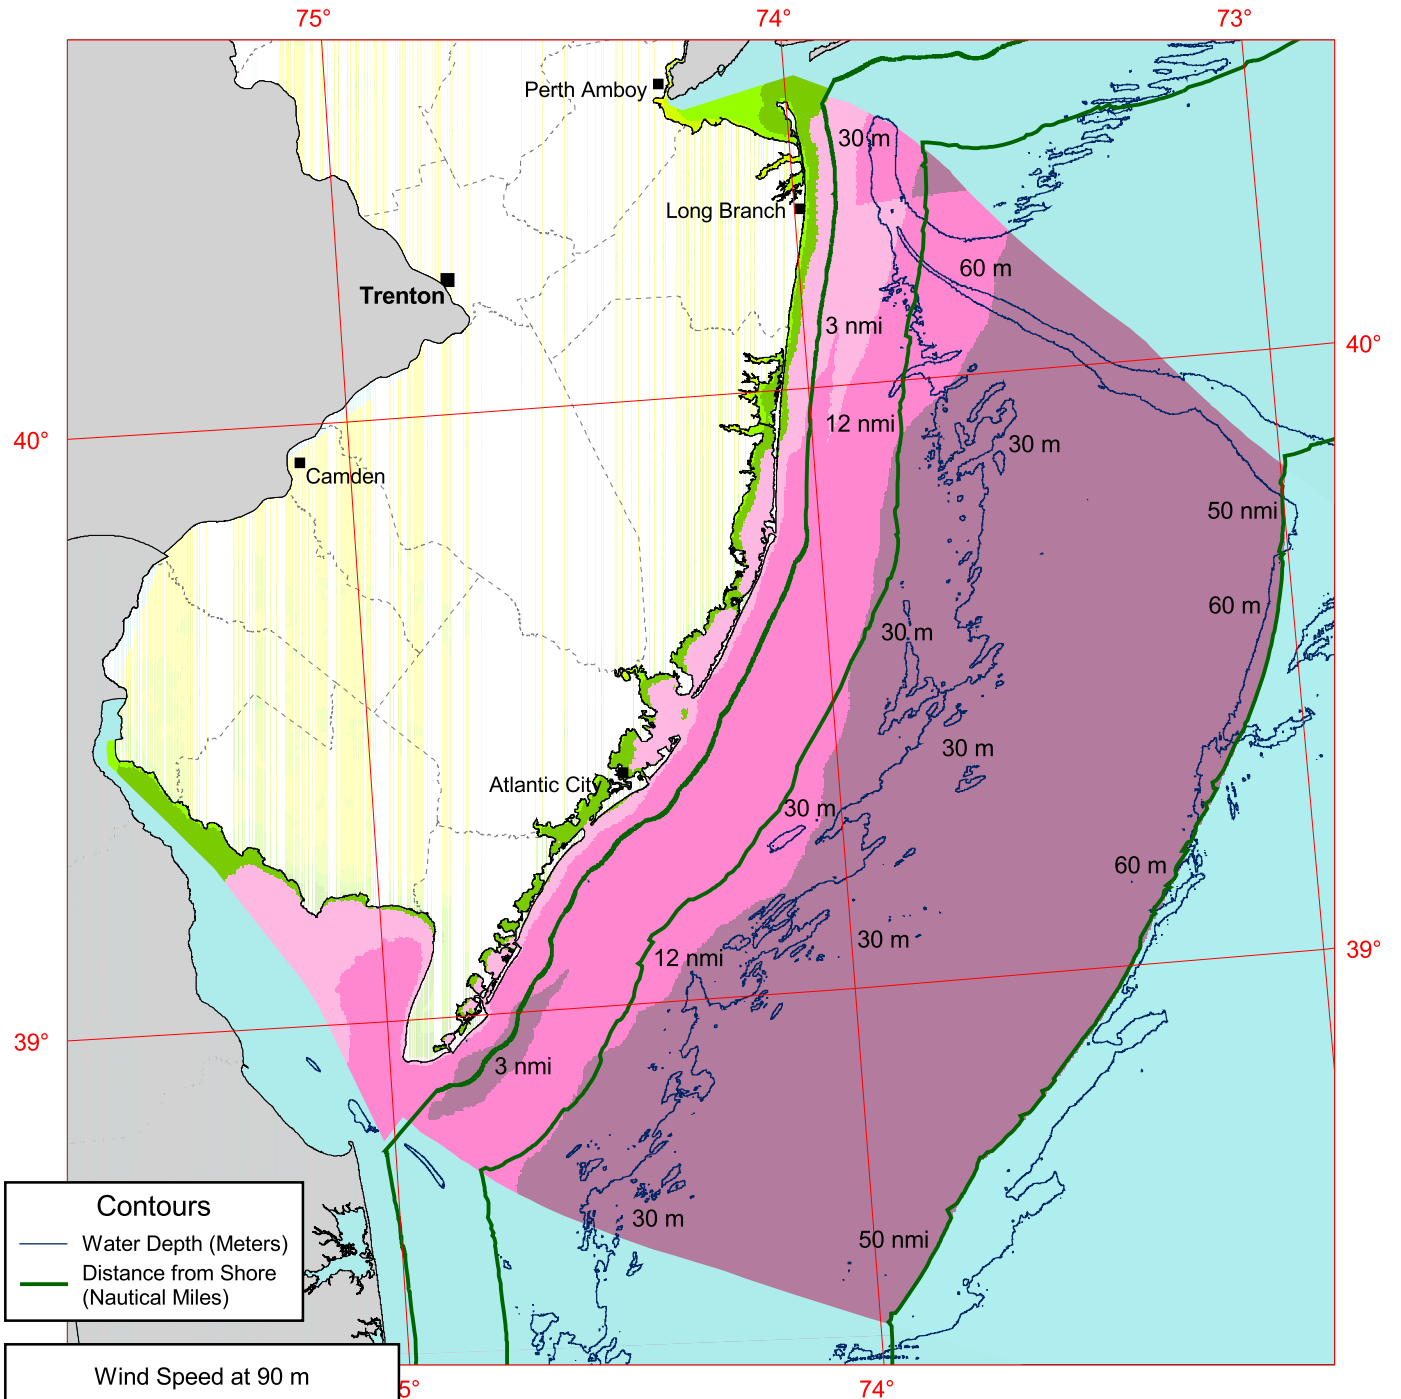 75°
74°
73°
Perth Amboy
30 m
Long Branch
60 m
Trenton
3 nmi
40°
12 nmi
40°
30 m
Camden
50 nmi
60 m
30 m
30 m
Atlantic City
30 m
60 m
30 m
39°
12 nmi
39°
3 nmi
30 m
50 nmi
Contours
Water Depth (Meters)
Distance from Shore
(Nautical Miles)
Wind Speed at 90 m
5°
74°